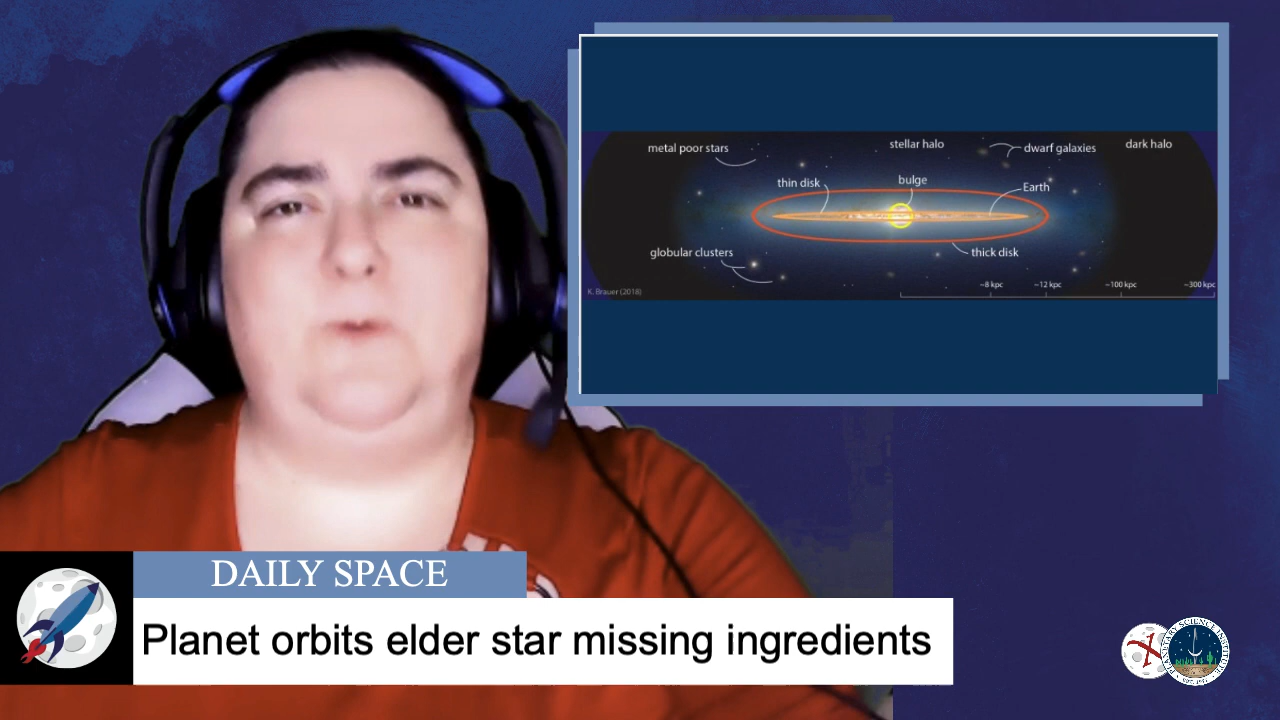 metal poor stars
stellar halo
dwarf galaxies
dark halo
thin disk
bulge
Earth
globular clusters
thick disk
K. Brauer (2018)
~8 kpc
~12 kpc
~100 kpc
~300 kpc
DAILY SPACE
Planet orbits elder star missing ingredients